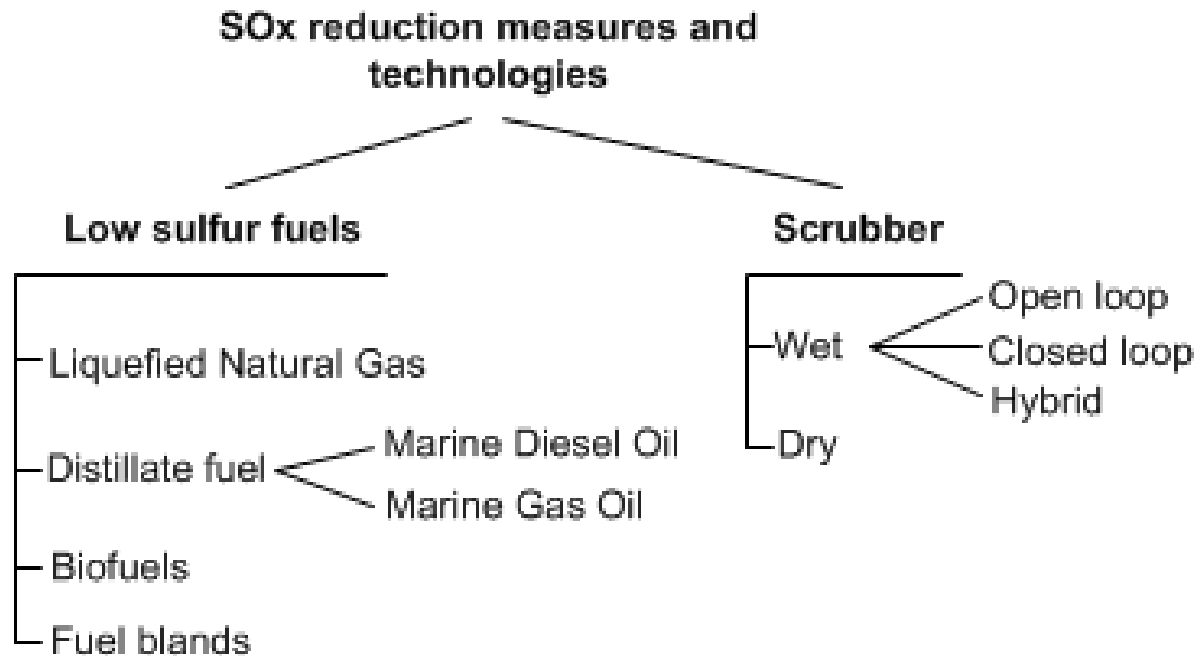 SOx reduction measures and
technologies
Low sulfur fuels
Liquefied Natural Gas
Distillate fuel
Marine Diesel Oil
Marine Gas Oil
Biofuels
Fuel blands
Scrubber
Wet
Open loop
Closed loop
Hybrid
Dry